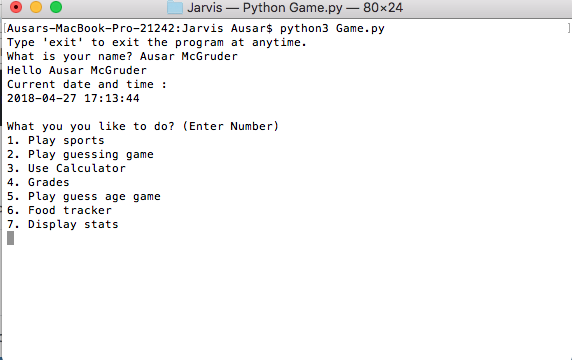 Jarvis — Python Game.py — 80×24
[Ausars-MacBook-Pro-21242:Jarvis Ausar$ python3 Game.py ]
Type 'exit' to exit the program at anytime.
What is your name? Ausar McGruder
Hello Ausar McGruder
Current date and time :
2018-04-27 17:13:44
What you you like to do? (Enter Number)
1. Play sports
2. Play guessing game
3. Use Calculator
4. Grades
5. Play guess age game
6. Food tracker
7. Display stats